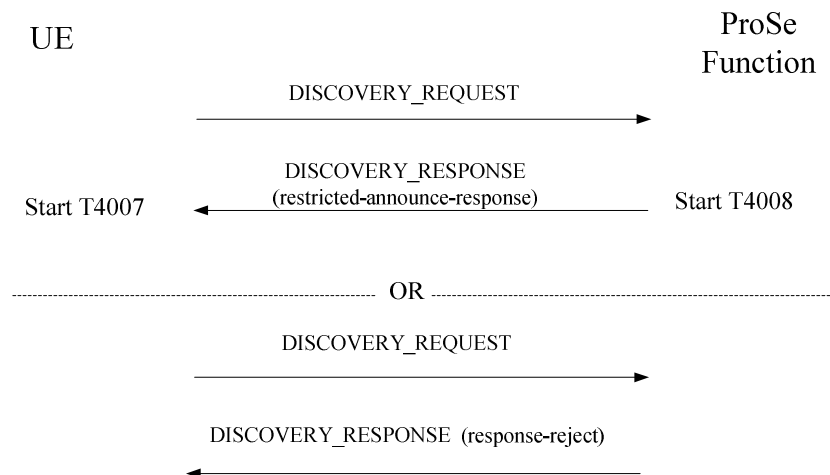 UE
ProSe
Function
DISCOVERY_REQUEST
DISCOVERY_RESPONSE
(restricted-announce-response)
Start T4007
Start T4008
OR
DISCOVERY_REQUEST
DISCOVERY_RESPONSE (response-reject)